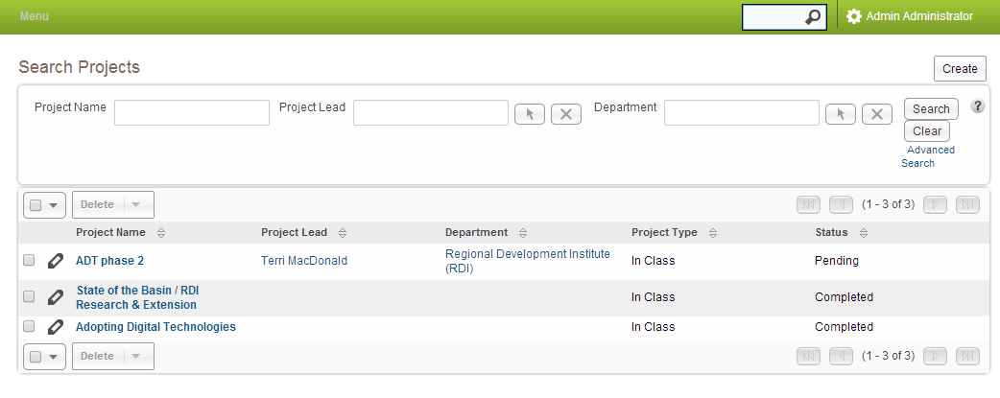 Menu
Admin Administrator
Search Projects
Create
Project Name
Project Lead
Department
Search
?
Clear
Advanced
Search
Delete
(1 - 3 of 3)
Project Name Project Lead Department Project Type Status
ADT phase 2 Terri MacDonald Regional Development Institute
(RDI) In Class Pending
State of the Basin / RDI
Research & Extension In Class Completed
Adopting Digital Technologies In Class Completed
Delete
(1 - 3 of 3)